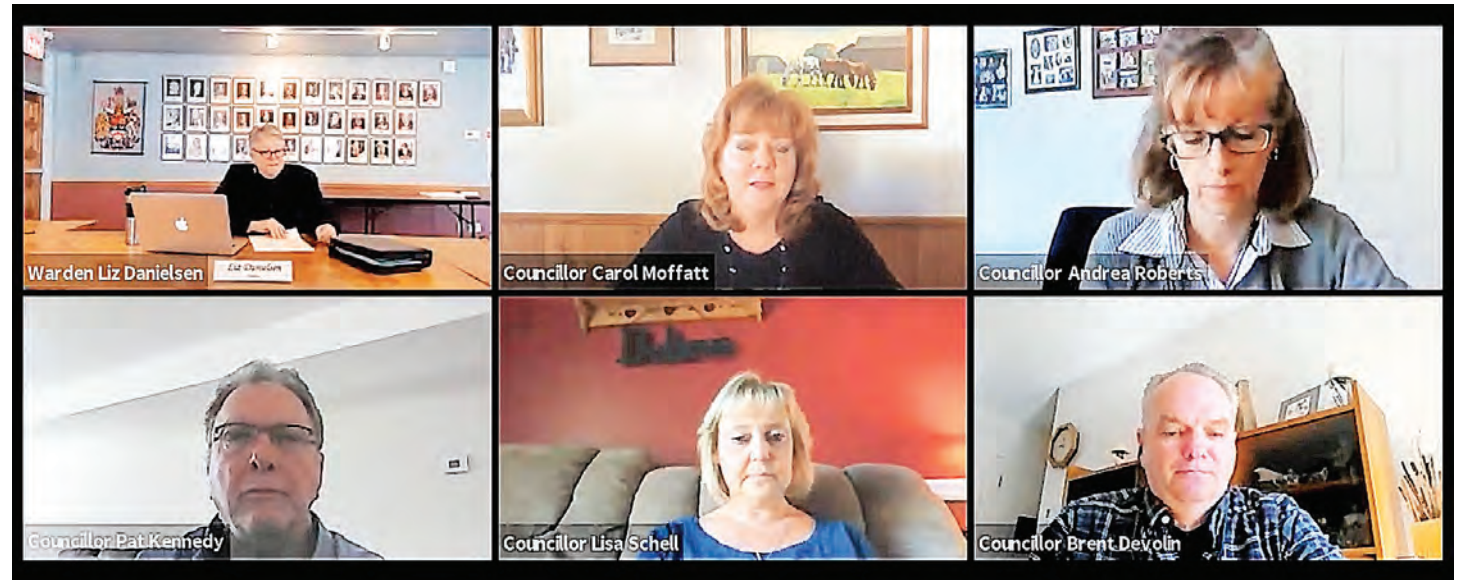 Warden Liz Danielsen
Liz Danielsen
Councillor Carol Moffatt
Councillor Andrea Roberts
Councillor Pat Kennedy
Believe
Councillor Lisa Schell
Councillor Brent Devolin